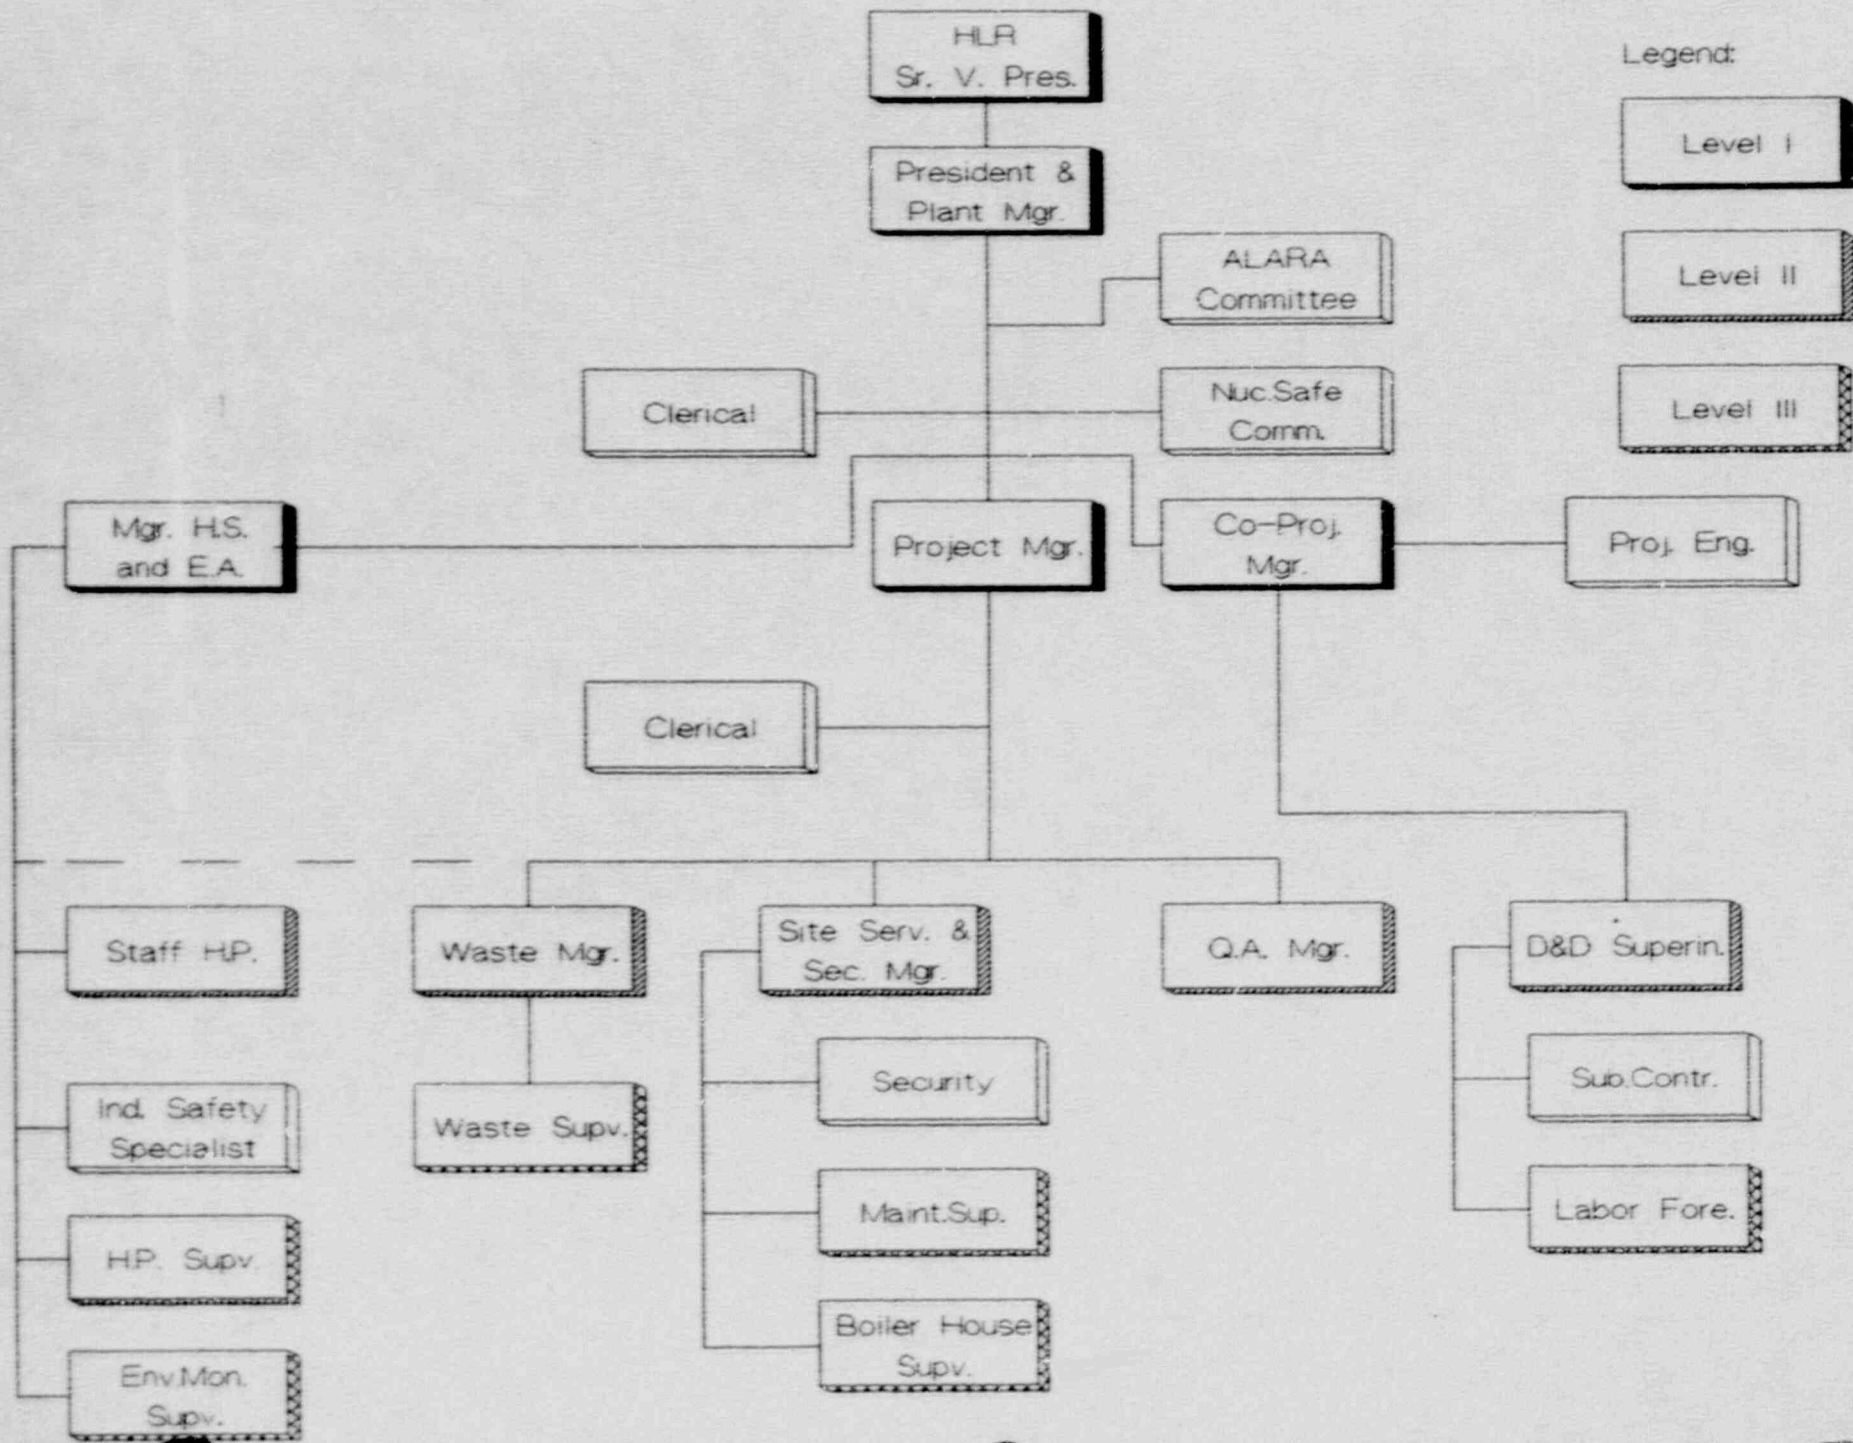 HLR
Sr. V. Pres.
Legend:
Level I
President &
Plant Mgr.
ALARA
Committee
Level II
Clerical
Nuc.Safe
Comm.
Level III
Mgr. H.S.
and E.A.
Project Mgr.
Co-Proj.
Mgr.
Proj. Eng.
Clerical
Staff H.P.
Waste Mgr.
Site Serv. &
Sec. Mgr.
Q.A. Mgr.
D&D Superin.
Ind. Safety
Specialist
Waste Supv.
Security
Sub.Contr.
H.P. Supv.
Maint.Sup.
Labor Fore.
Env.Mon.
Supv.
Boiler House
Supv.